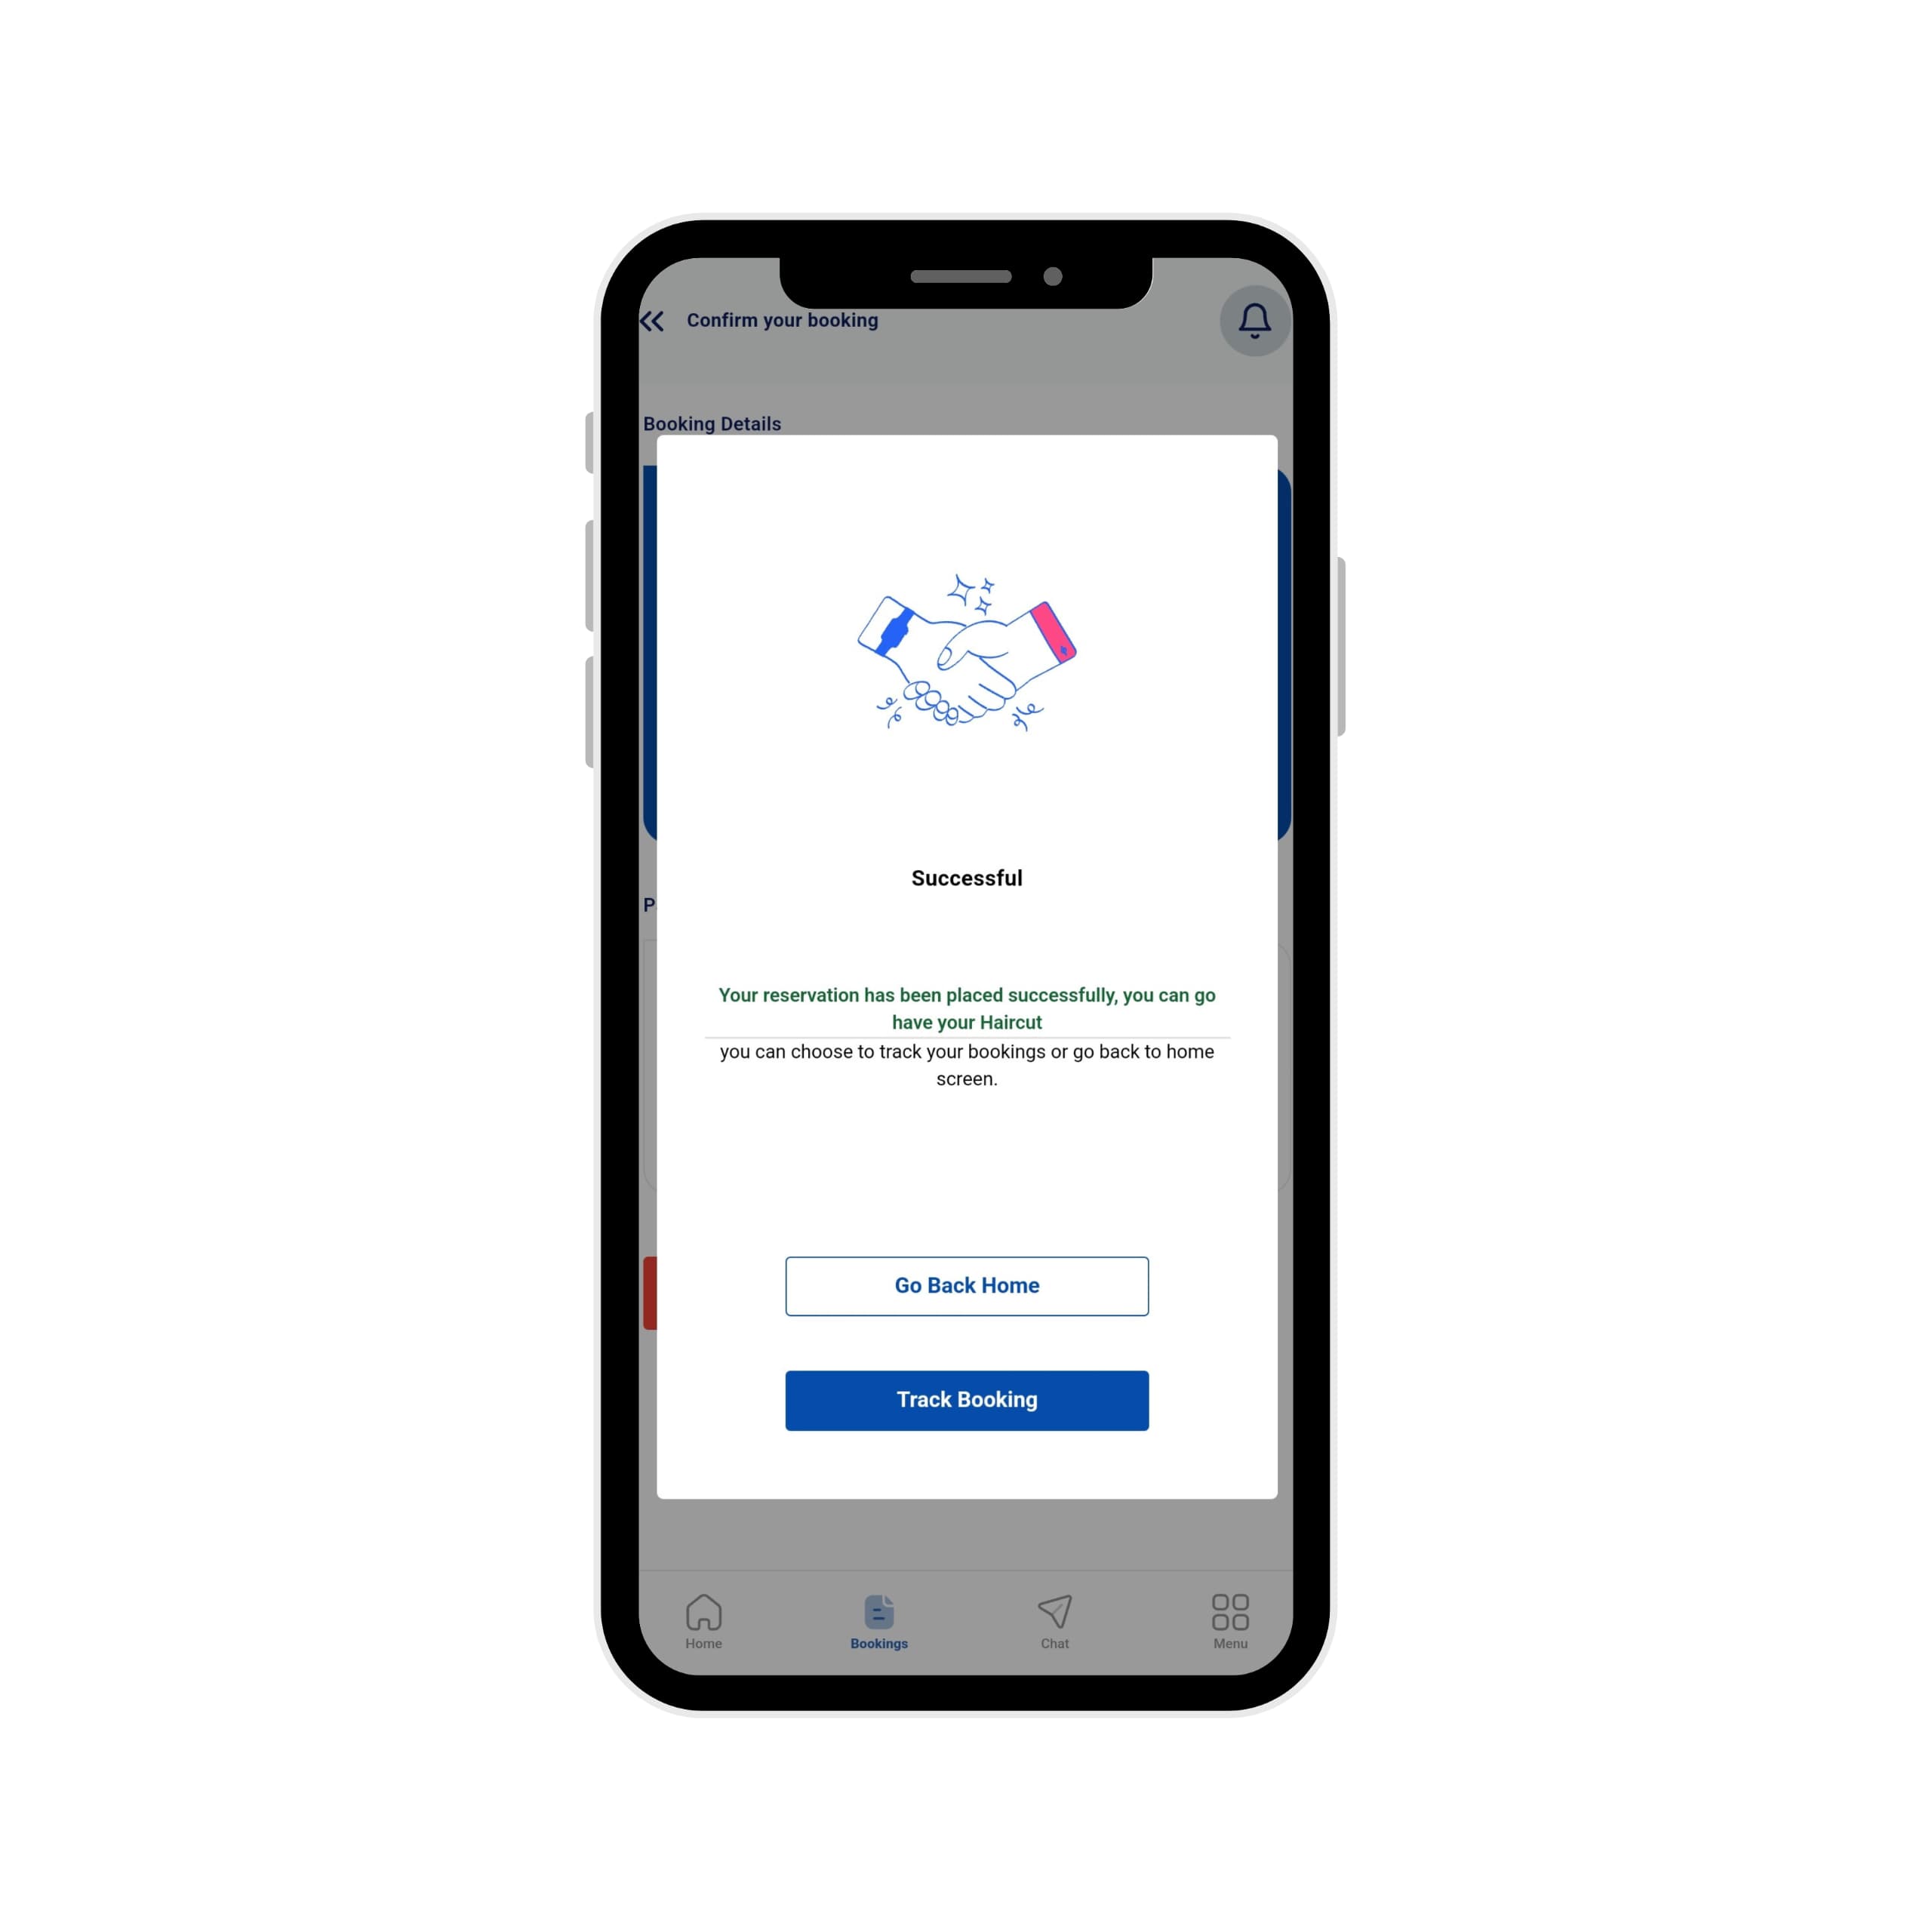 Confirm your booking
Booking Details
Successful
P
Your reservation has been placed successfully, you can go
have your Haircut
you can choose to track your bookings or go back to home
screen.
Go Back Home
Track Booking
Home
Bookings
Chat
Menu